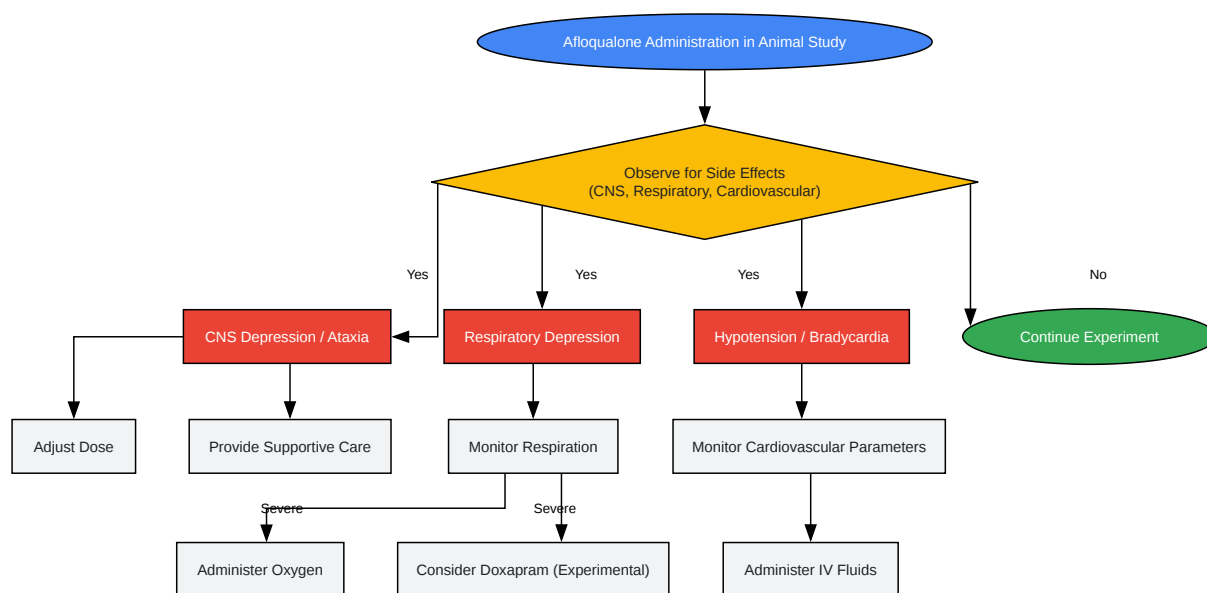 Afloqualone Administration in Animal Study
Observe for Side Effects
(CNS, Respiratory, Cardiovascular)
Yes
Yes
Yes
No
CNS Depression / Ataxia
Respiratory Depression
Hypotension / Bradycardia
Continue Experiment
Adjust Dose
Provide Supportive Care
Monitor Respiration
Monitor Cardiovascular Parameters
Severe
Severe
Administer Oxygen
Consider Doxapram (Experimental)
Administer IV Fluids